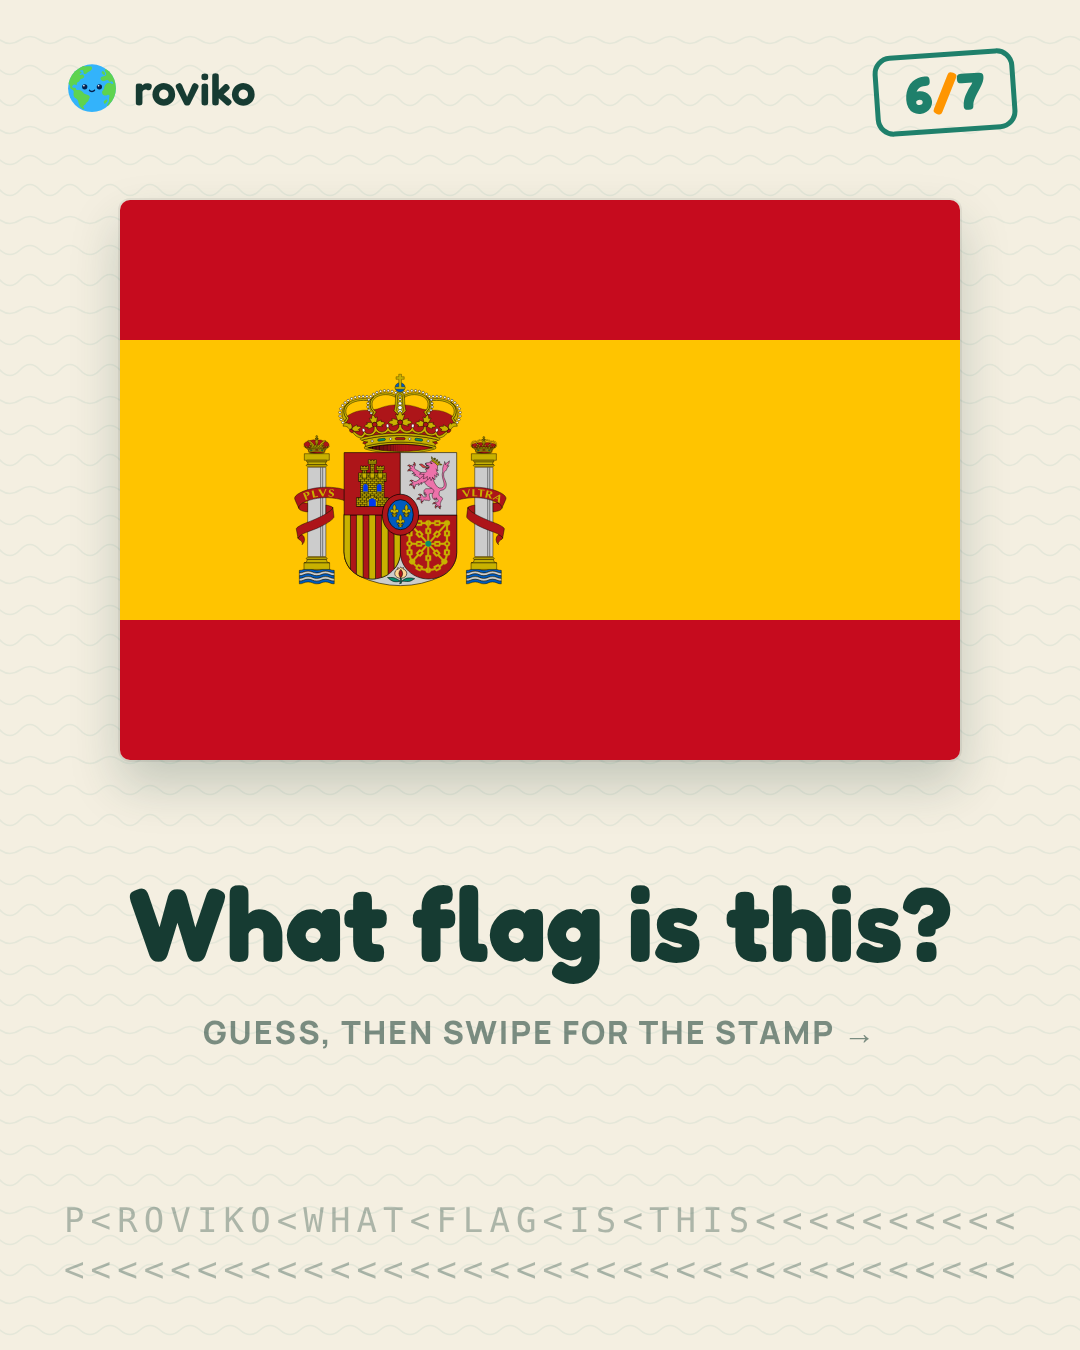 roviko
6/7
PLVS VLTRA
What flag is this?
GUESS, THEN SWIPE FOR THE STAMP →
P<ROVIKO<WHAT<FLAG<IS<THIS<<<<<<<<<<
<<<<<<<<<<<<<<<<<<<<<<<<<<<<<<<<<<<<